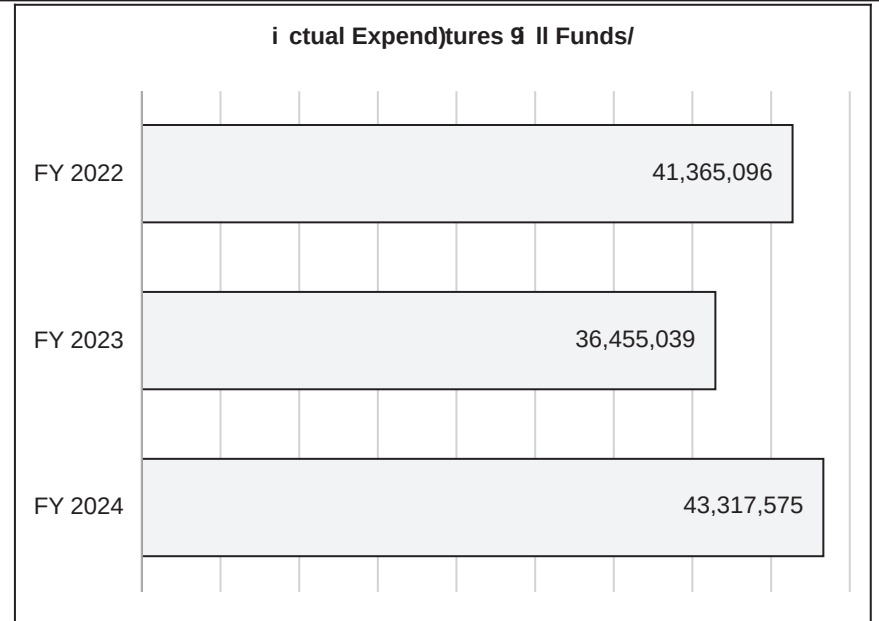 i ctual Expend)tures 9i ll Funds/
FY 2022
41,365,096
FY 2023
36,455,039
FY 2024
43,317,575